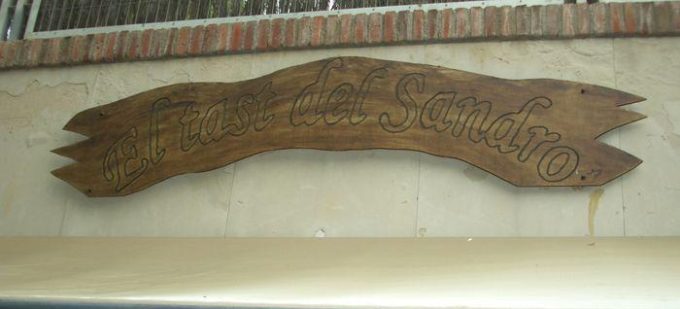 El tast del Sandro